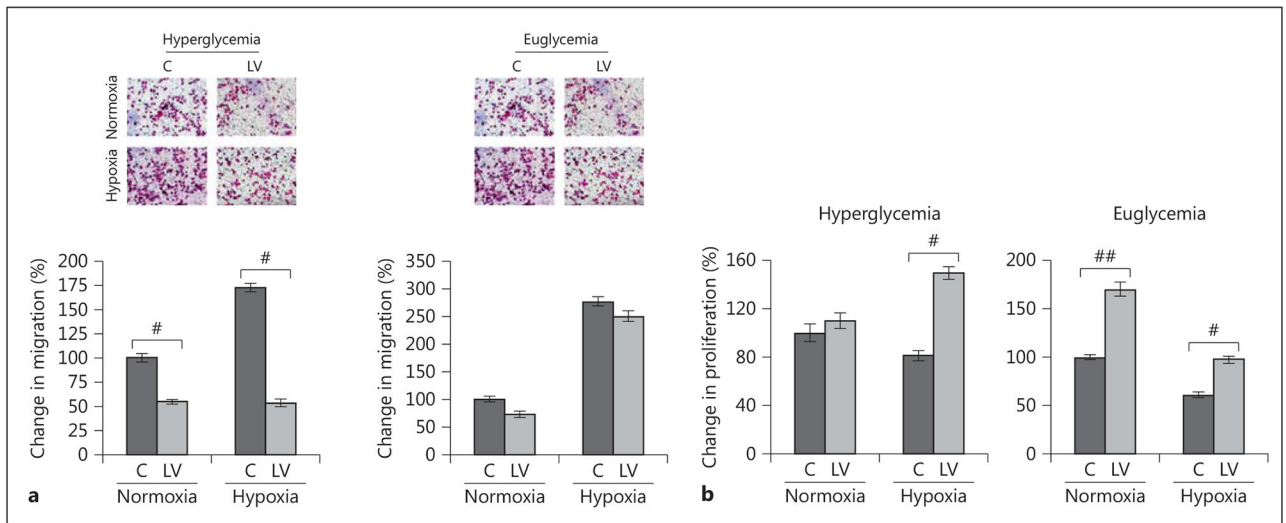 Hyperglycemia
C LV
Normoxia
Hypoxia
Euglycemia
C LV
Change in migration (%)
200
175
150
125
100
75
50
25
0
#
#
C LV C LV
Normoxia Hypoxia
a
Change in migration (%)
350
300
250
200
150
100
50
0
C LV C LV
Normoxia Hypoxia
Hyperglycemia
Change in proliferation (%)
160
120
80
40
0
#
C LV C LV
Normoxia Hypoxia
b
Euglycemia
200
150
100
50
0
##
#
C LV C LV
Normoxia Hypoxia